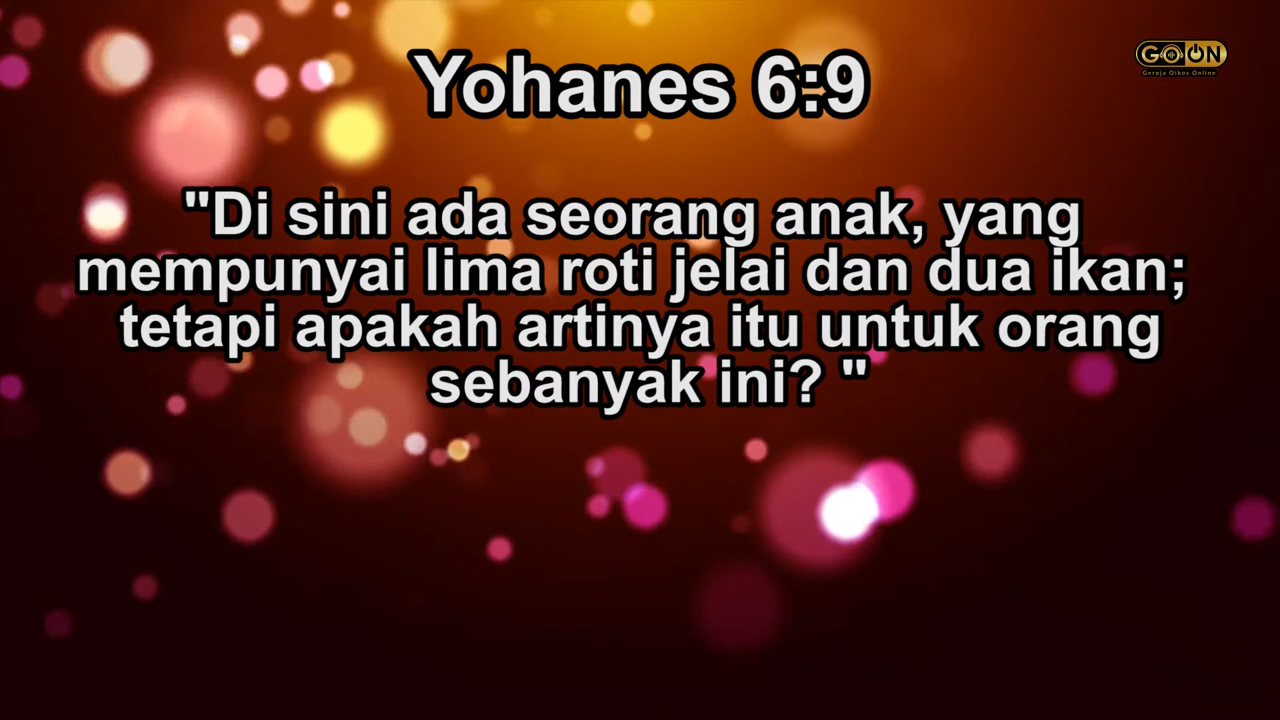 Yohanes 6:9
GOON
Gereja Oikos Online
"Di sini ada seorang anak, yang
mempunyai lima roti jelai dan dua ikan;
tetapi apakah artinya itu untuk orang
sebanyak ini? "